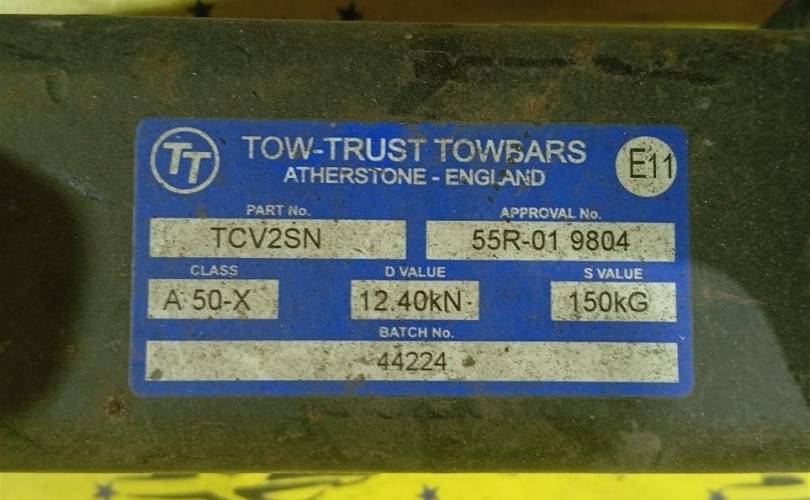 TT
TOW-TRUST TOWBARS
ATHERSTONE - ENGLAND
E11
PART No.
APPROVAL No.
TCV2SN
55R-01 9804
CLASS
D VALUE
S VALUE
A 50-X
12.40kN
150kG
BATCH No.
44224